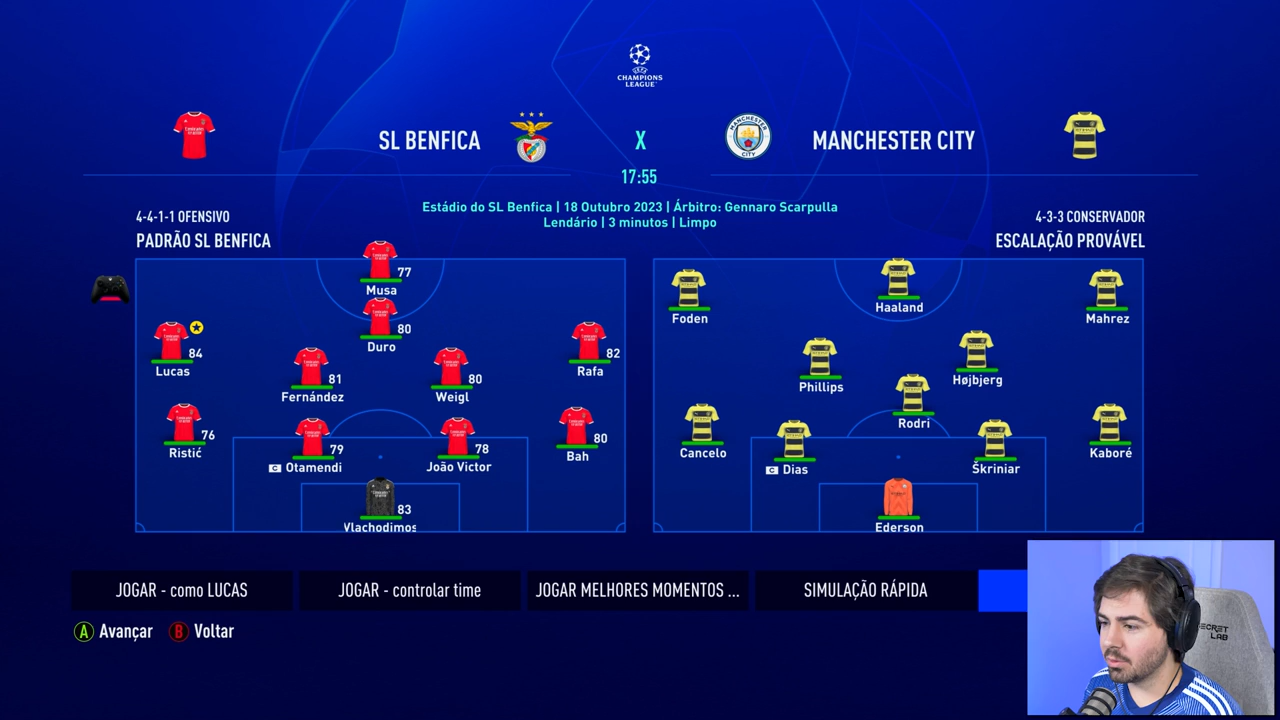 CHAMPIONS
LEAGUE
SL BENFICA
X
MANCHESTER CITY
17:55
Estádio do SL Benfica | 18 Outubro 2023 | Árbitro: Gennaro Scarpulla
Lendário | 3 minutos | Limpo
4-4-1-1 OFENSIVO
PADRÃO SL BENFICA
4-3-3 CONSERVADOR
ESCALAÇÃO PROVÁVEL
77
Musa
80
Duro
84
Lucas
82
Rafa
81
Fernández
80
Weigl
76
Ristić
79
C Otamendi
78
João Victor
80
Bah
83
Vlachodimos
Foden
Haaland
Mahrez
Phillips
Højbjerg
Rodri
Cancelo
C Dias
Škriniar
Kaboré
Ederson
JOGAR - como LUCAS
JOGAR - controlar time
JOGAR MELHORES MOMENTOS ...
SIMULAÇÃO RÁPIDA
A Avançar
B Voltar
SECRET
LAB